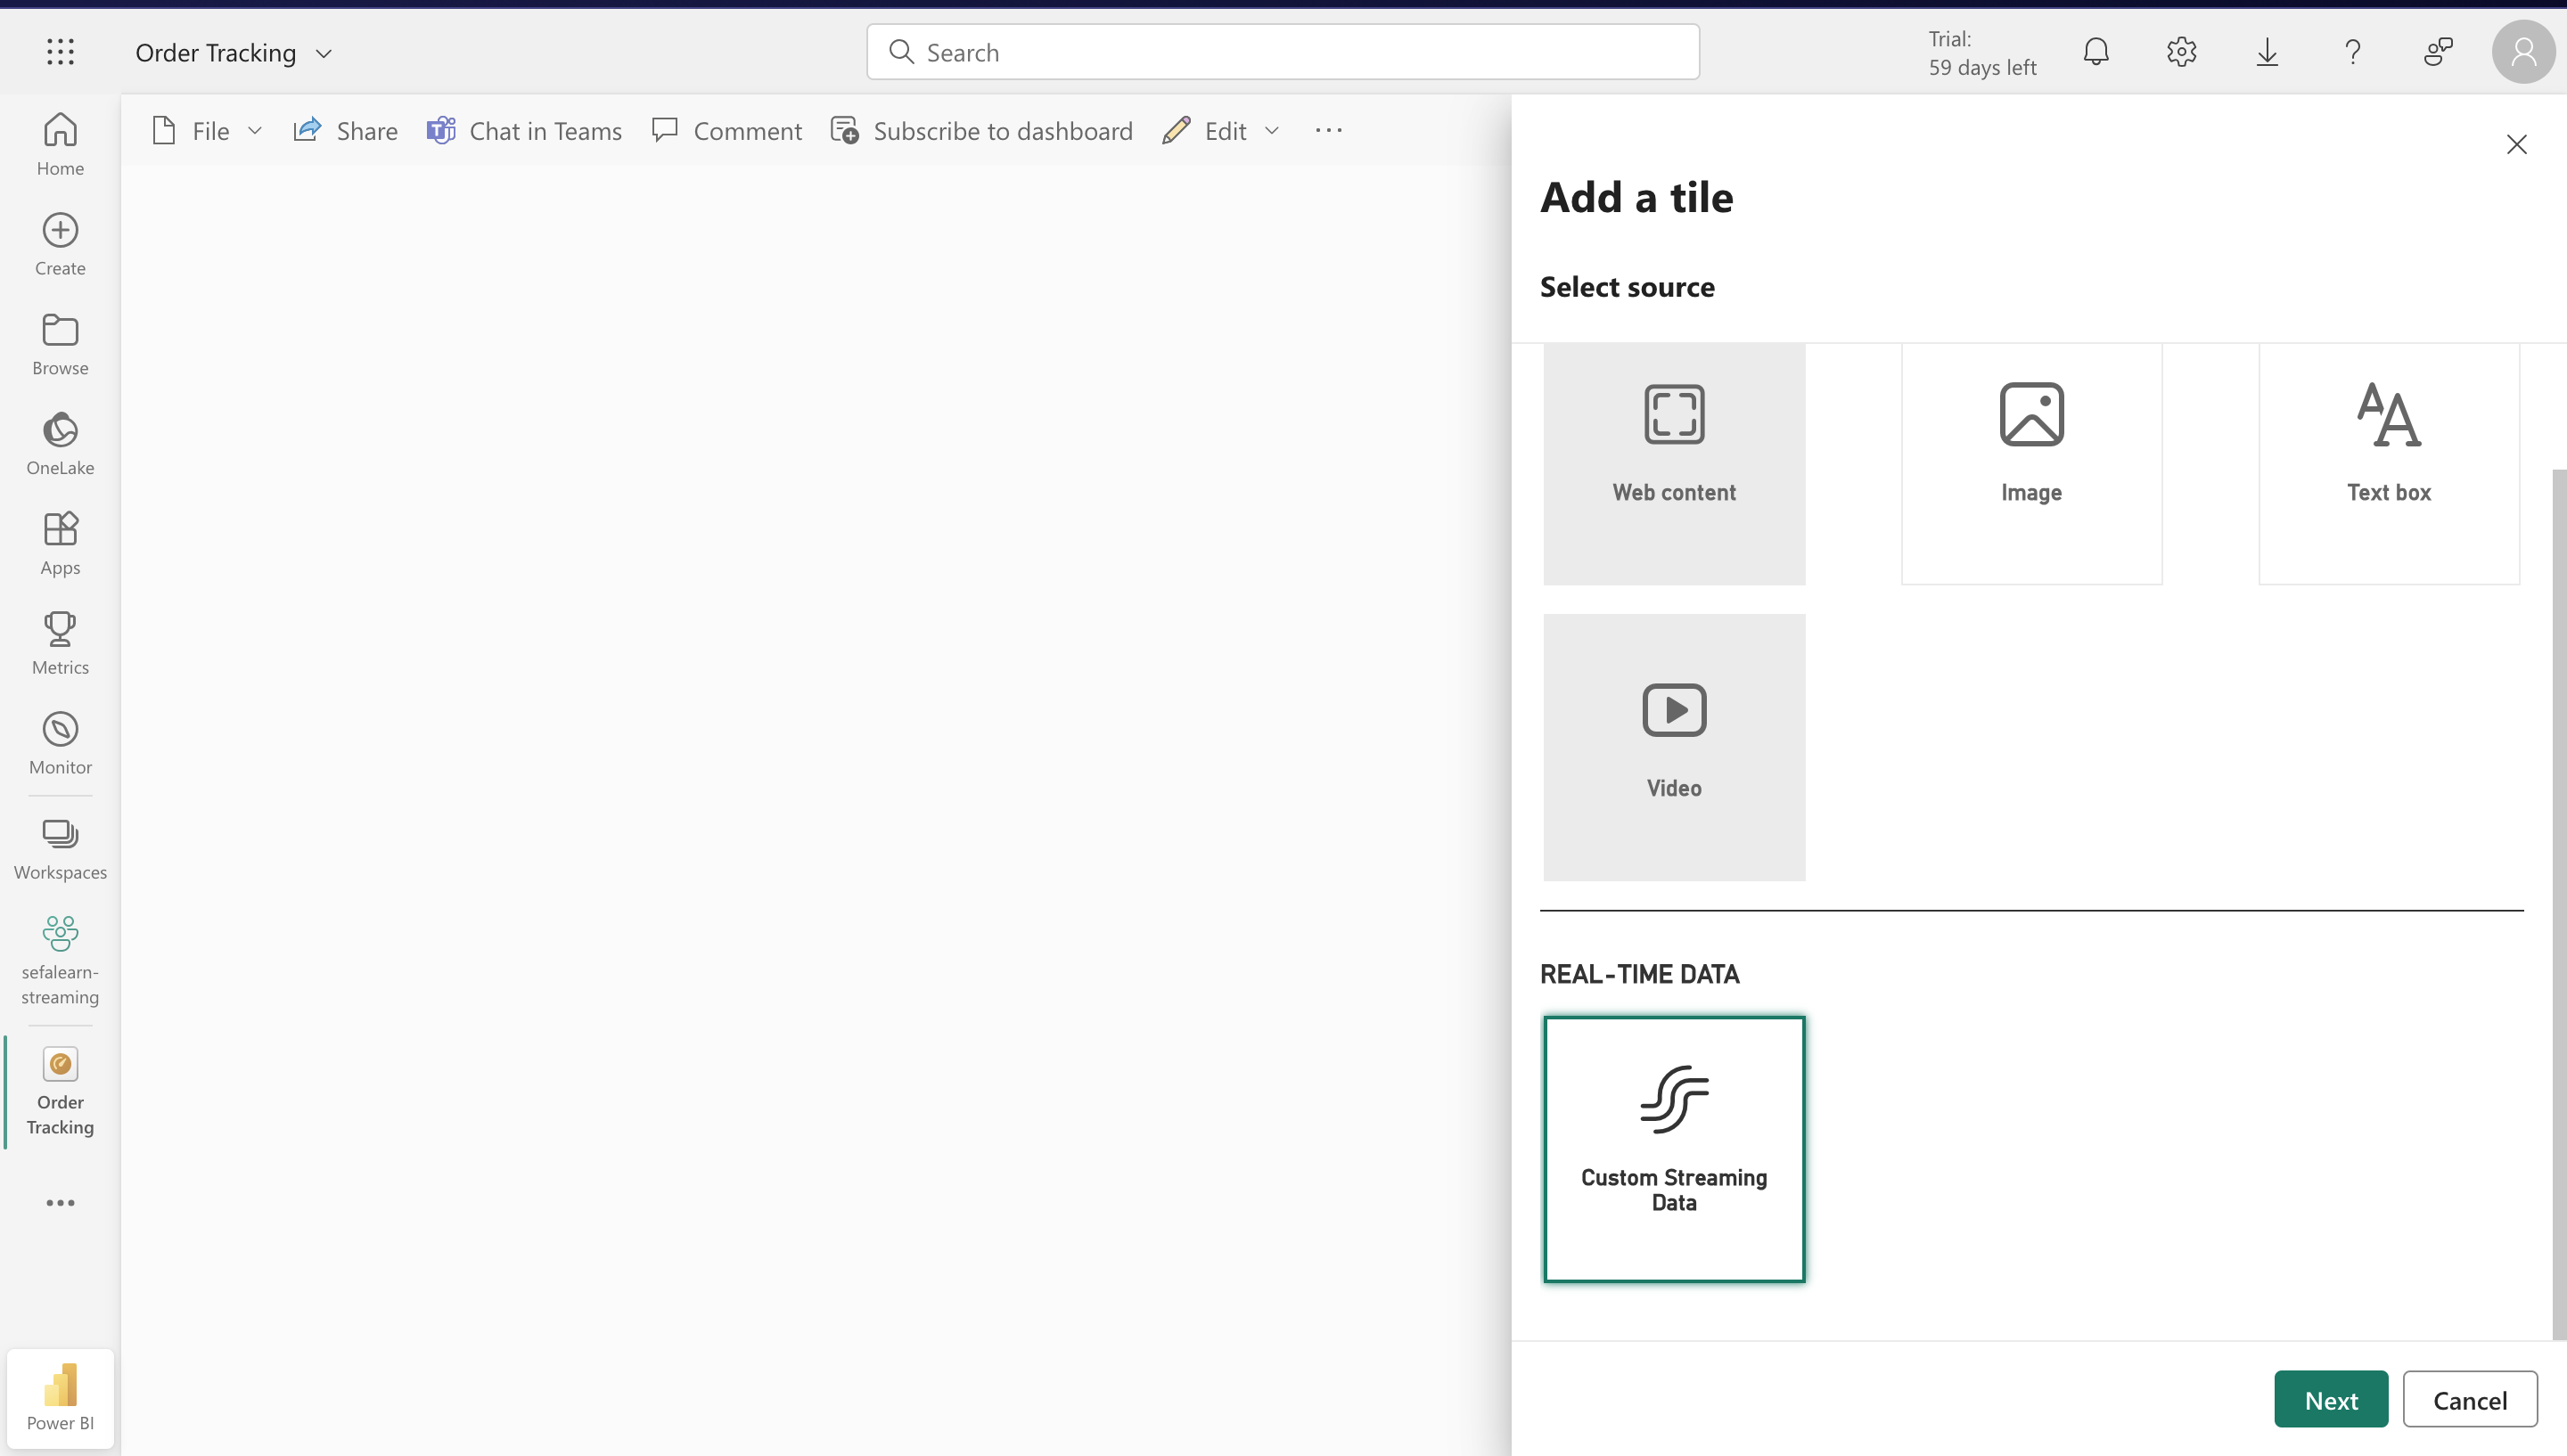 Order Tracking
Search
Trial:
59 days left
Home
Create
Browse
OneLake
Apps
Metrics
Monitor
Workspaces
sefalearn-
streaming
Order
Tracking
Power BI
File
Share
Chat in Teams
Comment
Subscribe to dashboard
Edit
Add a tile
Select source
Web content
Image
Text box
Video
REAL-TIME DATA
Custom Streaming
Data
Next
Cancel